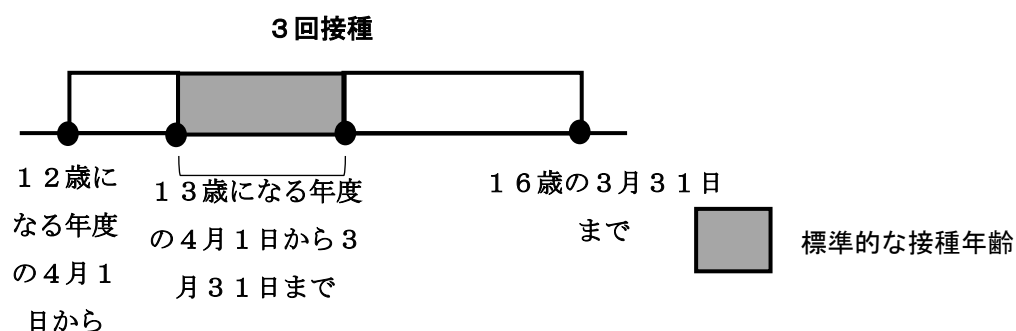 ３回接種
１２歳に
なる年度
の４月１
日から
１３歳になる年度
の４月１日から３
月３１日まで
１６歳の３月３１日
まで
標準的な接種年齢